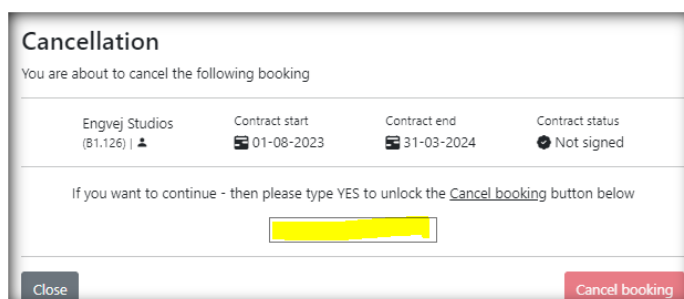 Cancellation
You are about to cancel the following booking
Engvej Studios
(B1.126) |
Contract start
01-08-2023
Contract end
31-03-2024
Contract status
Not signed
If you want to continue - then please type YES to unlock the Cancel booking button below
Close
Cancel booking